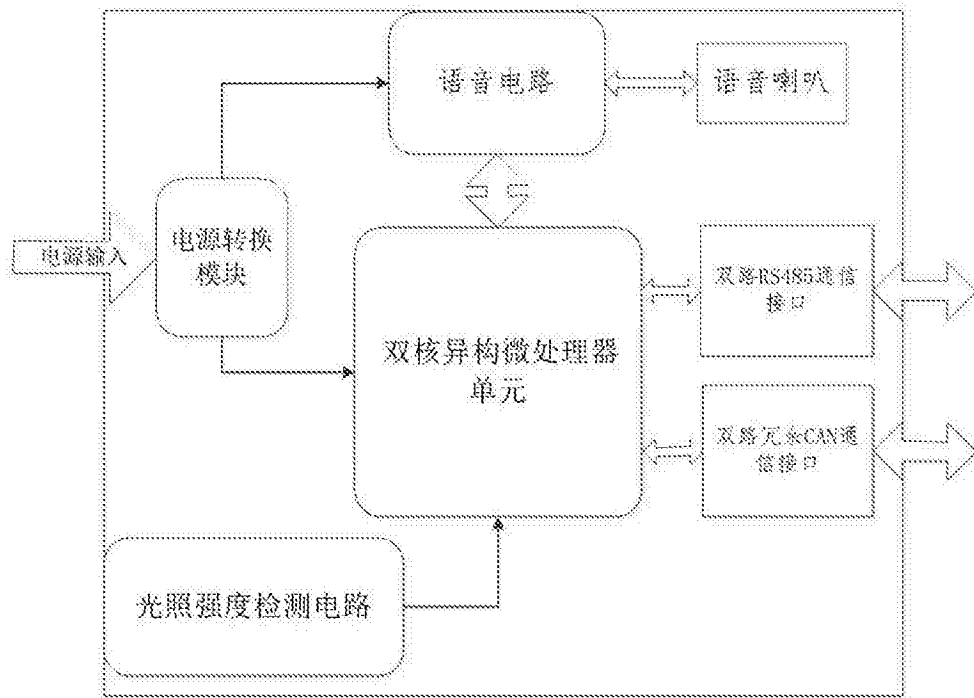 语音电路
语音喇叭
电源输入
电源转换
模块
双核异构微处理器
单元
双路RS485通信
接口
双路冗余CAN通
信接口
光照强度检测电路